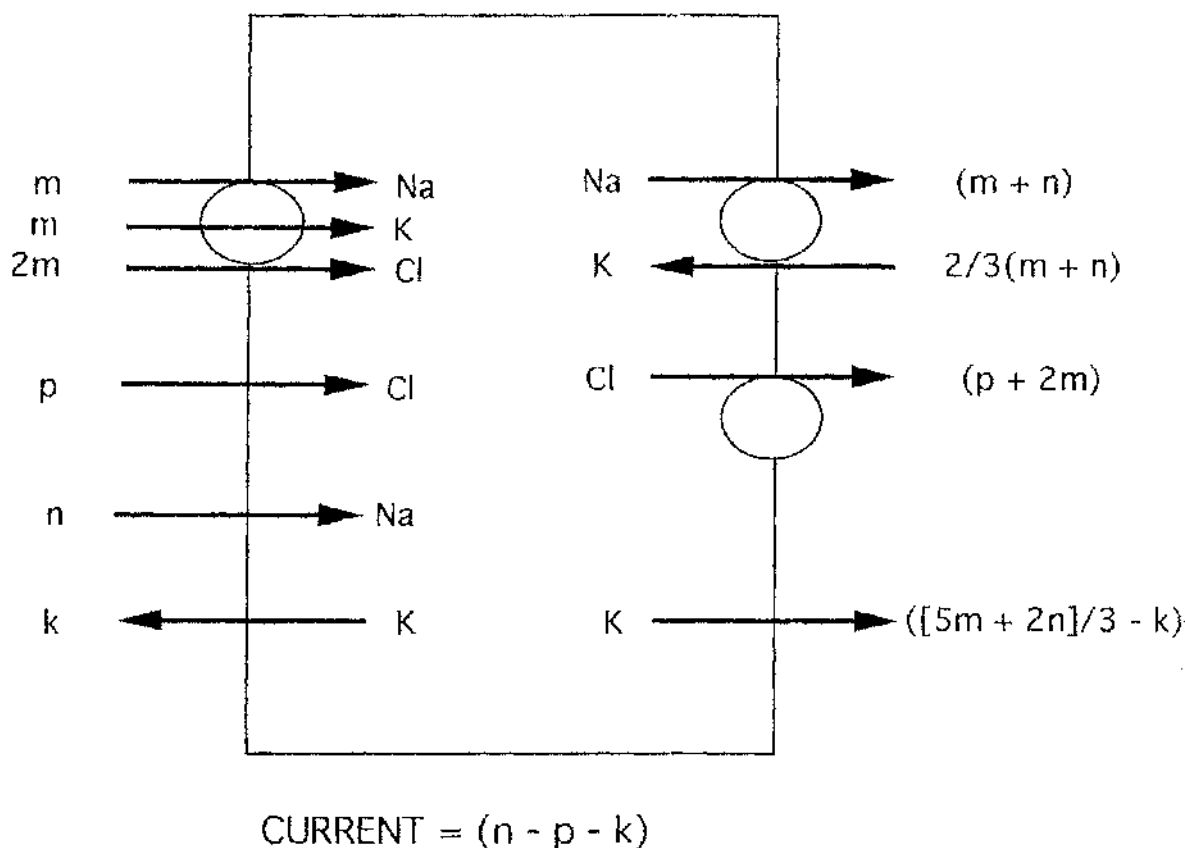 m Na Na (m + n)
m K
2m Cl K 2/3(m + n)
p Cl Cl (p + 2m)
n Na
k K K ([5m + 2n]/3 - k)
CURRENT = (n - p - k)